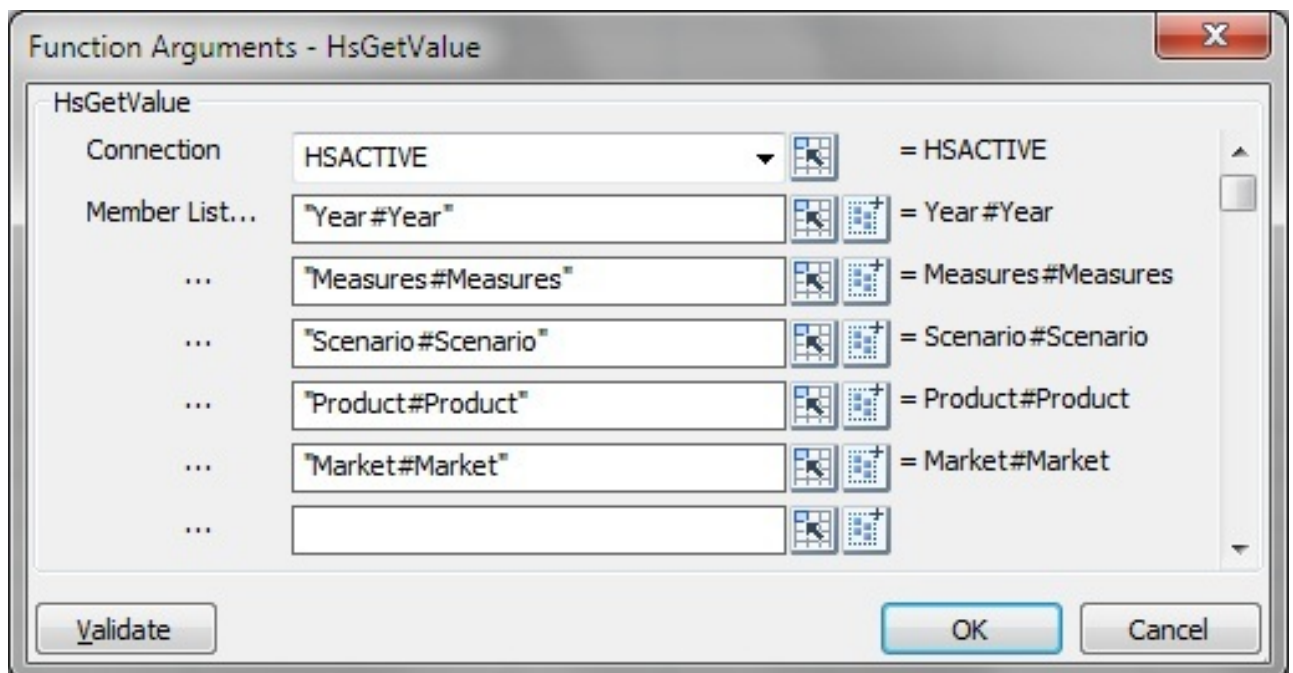 Function Arguments - HsGetValue
HsGetValue
Connection HSACTIVE = HSACTIVE
Member List... "Year#Year" = Year#Year
... "Measures#Measures" = Measures#Measures
... "Scenario#Scenario" = Scenario#Scenario
... "Product#Product" = Product#Product
... "Market#Market" = Market#Market
...
Validate OK Cancel